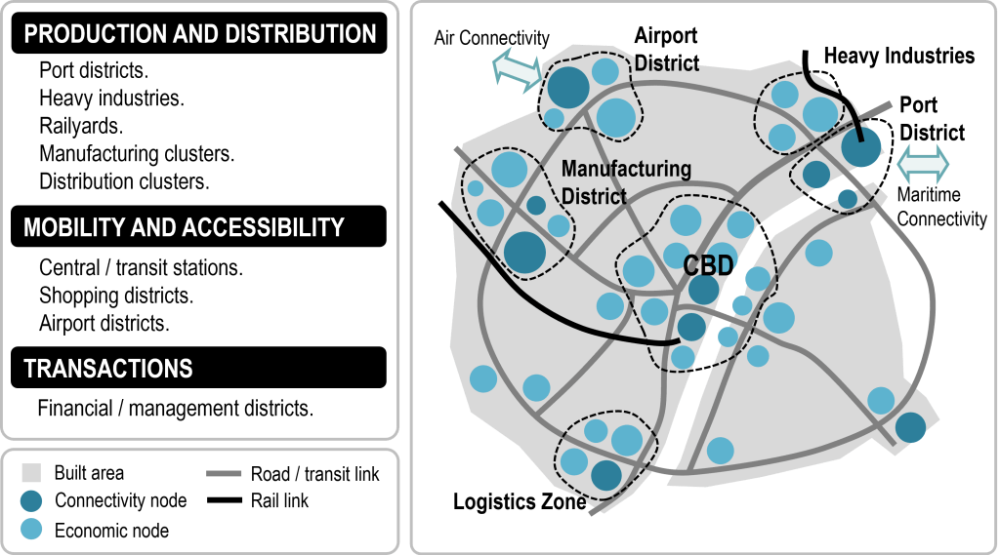 PRODUCTION AND DISTRIBUTION
Port districts.
Heavy industries.
Railyards.
Manufacturing clusters.
Distribution clusters.
MOBILITY AND ACCESSIBILITY
Central / transit stations.
Shopping districts.
Airport districts.
TRANSACTIONS
Financial / management districts.
Built area
Connectivity node
Economic node
Road / transit link
Rail link
Air Connectivity
Airport
District
Heavy Industries
Port
District
Maritime
Connectivity
Manufacturing
District
CBD
Logistics Zone